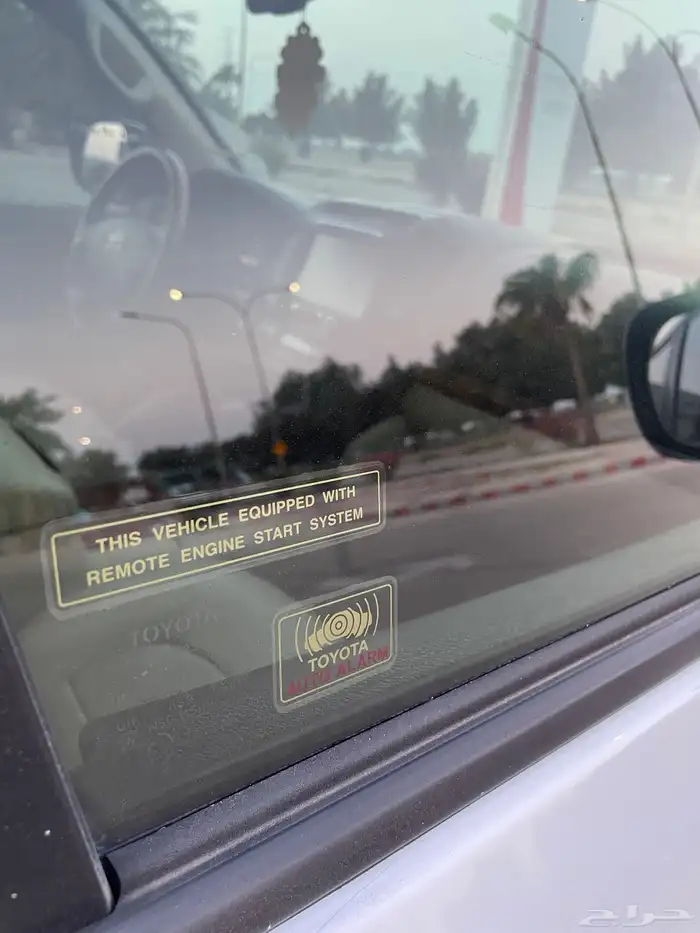 THIS VEHICLE EQUIPPED WITH
REMOTE ENGINE START SYSTEM
TOYOTA
TOYOTA
AUTO ALARM
حراج